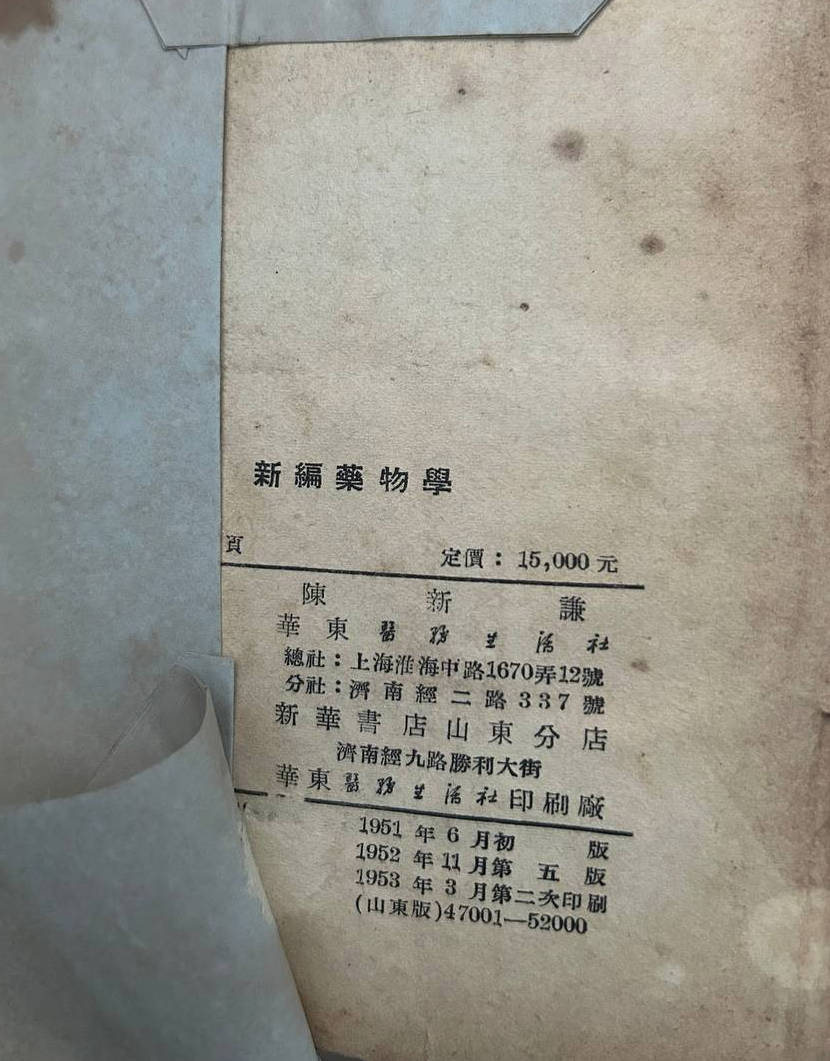 新編藥物學
頁
定價：15,000元
陳新謙
華東醫務生活社
總社：上海淮海中路1670弄12號
分社：濟南經二路337號
新華書店山東分店
濟南經九路勝利大街
華東醫務生活社印刷廠
1951年6月初版
1952年11月第五版
1953年3月第二次印刷
(山東版)47001—52000